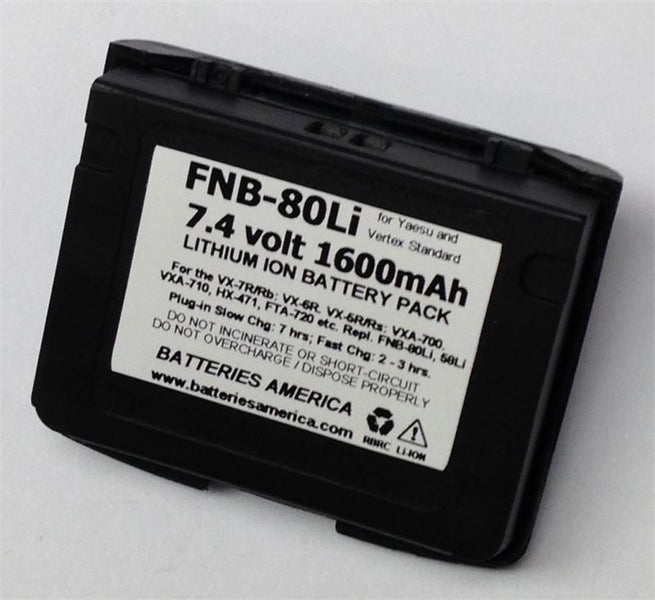 FNB-80Li for Yaesu and
7.4 volt 1600mAh Vertex Standard
LITHIUM ION BATTERY PACK
For the VX-7R/Rb; VX-6R, VX-5R/Rs; VXA-700,
VXA-710, HX-471, FTA-720 etc. Repl. FNB-80Li, 58Li
Plug-in Slow Chg: 7 hrs; Fast Chg: 2 - 3 hrs.
DO NOT INCINERATE OR SHORT-CIRCUIT
DO NOT OVERCHARGE / DISPOSE PROPERLY
BATTERIES AMERICA
www.batteriesamerica.com
RBRC Li-ION